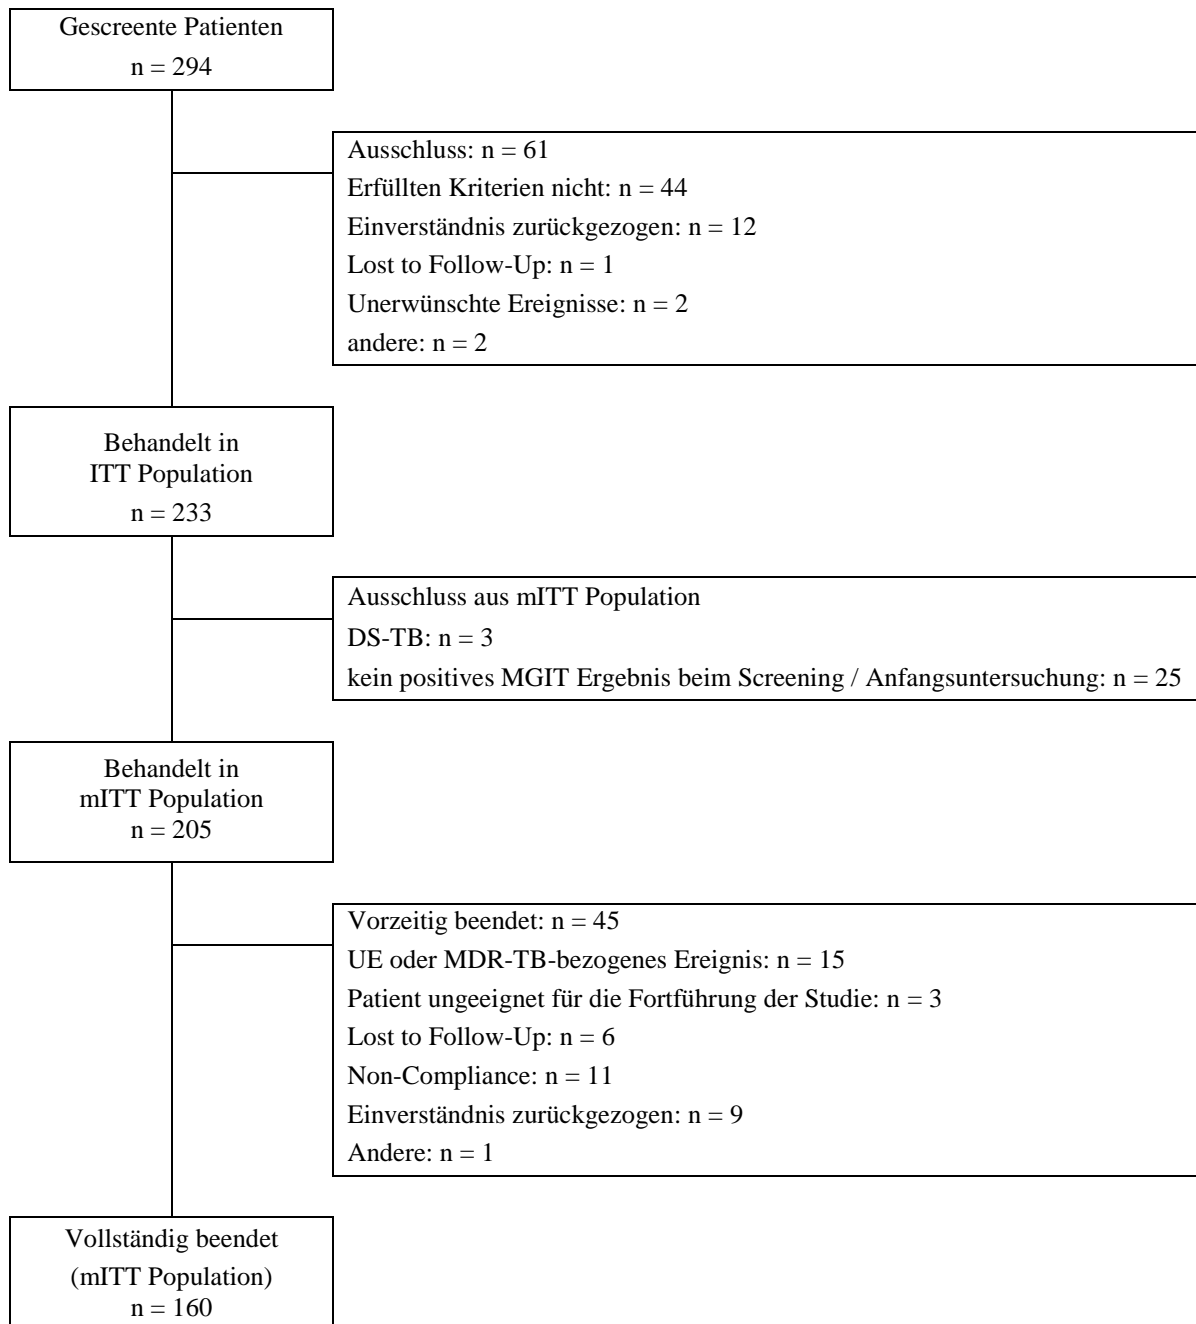 Gescreente Patienten
n = 294
Ausschluss: n = 61
Erfüllten Kriterien nicht: n = 44
Einverständnis zurückgezogen: n = 12
Lost to Follow-Up: n = 1
Unerwünschte Ereignisse: n = 2
andere: n = 2
Behandelt in
ITT Population
n = 233
Ausschluss aus mITT Population
DS-TB: n = 3
kein positives MGIT Ergebnis beim Screening / Anfangsuntersuchung: n = 25
Behandelt in
mITT Population
n = 205
Vorzeitig beendet: n = 45
UE oder MDR-TB-bezogenes Ereignis: n = 15
Patient ungeeignet für die Fortführung der Studie: n = 3
Lost to Follow-Up: n = 6
Non-Compliance: n = 11
Einverständnis zurückgezogen: n = 9
Andere: n = 1
Vollständig beendet
(mITT Population)
n = 160